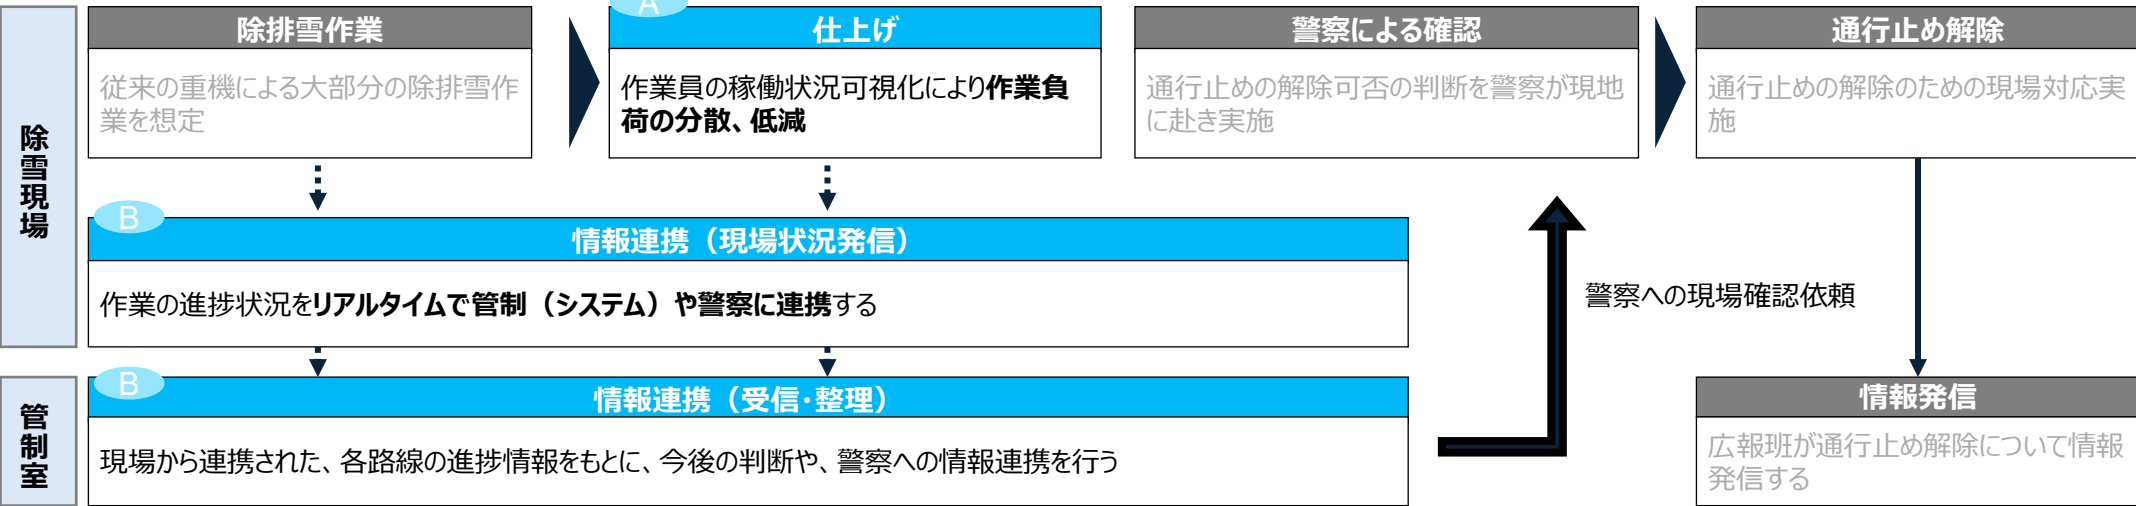 除雪現場
除排雪作業
従来の重機による大部分の除排雪作
業を想定
A
仕上げ
作業員の稼働状況可視化により作業負
荷の分散、低減
警察による確認
通行止めの解除可否の判断を警察が現地
に赴き実施
通行止め解除
通行止めの解除のための現場対応実
施
B
情報連携（現場状況発信）
作業の進捗状況をリアルタイムで管制（システム）や警察に連携する
警察への現場確認依頼
管制室
B
情報連携（受信・整理）
現場から連携された、各路線の進捗情報をもとに、今後の判断や、警察への情報連携を行う
情報発信
広報班が通行止め解除について情報
発信する